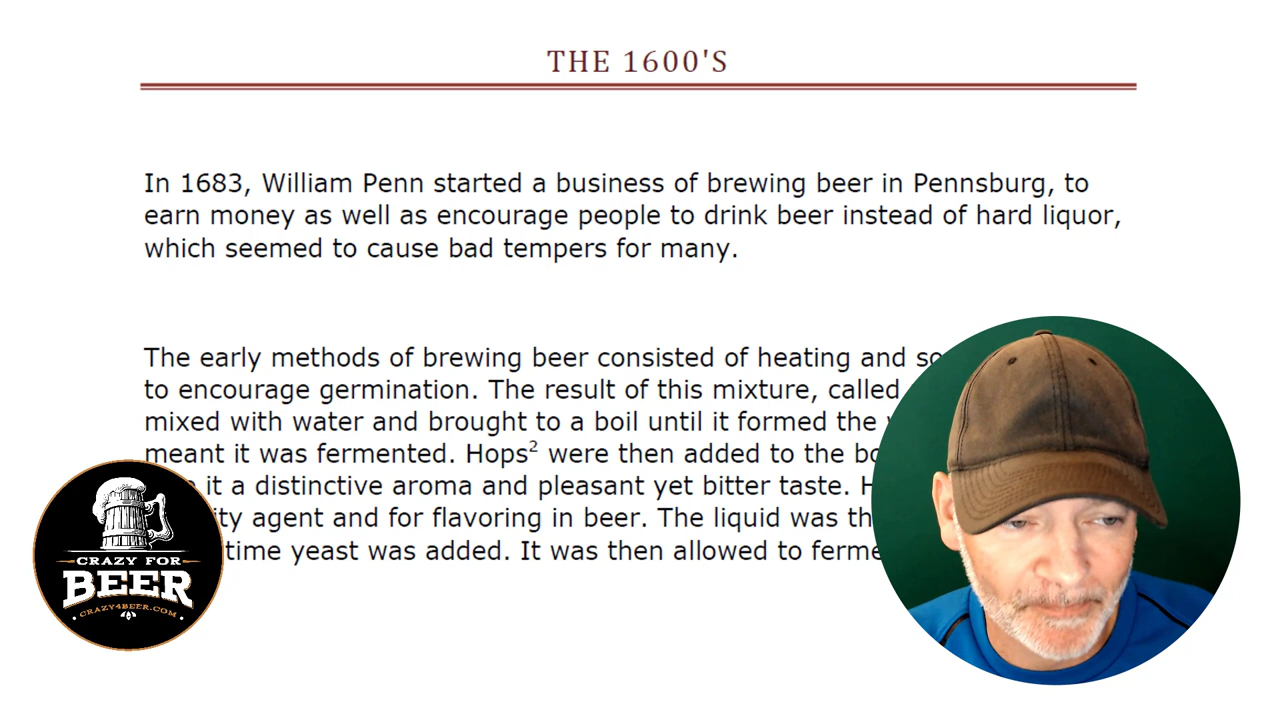 THE 1600'S
In 1683, William Penn started a business of brewing beer in Pennsburg, to
earn money as well as encourage people to drink beer instead of hard liquor,
which seemed to cause bad tempers for many.
The early methods of brewing beer consisted of heating and
to encourage germination. The result of this mixture, called
mixed with water and brought to a boil until it formed the
meant it was fermented. Hops² were then added to the
it a distinctive aroma and pleasant yet bitter taste.
agent and for flavoring in beer. The liquid was
time yeast was added. It was then allowed to
CRAZY FOR
BEER
CRAZY4BEER.COM